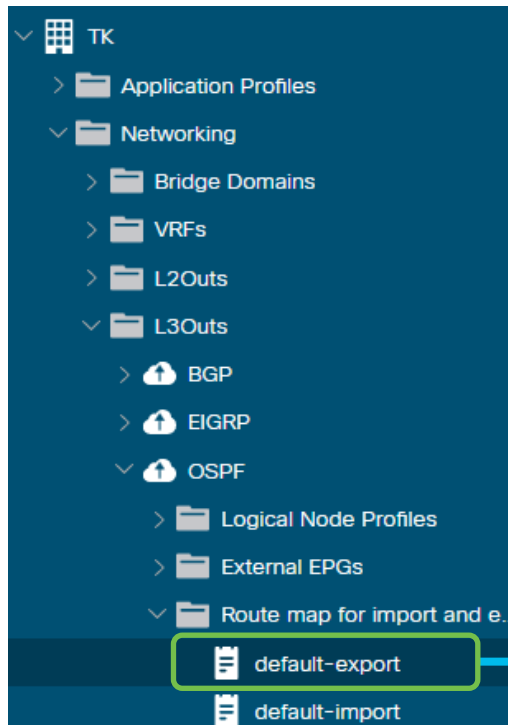 TK
Application Profiles
Networking
Bridge Domains
VRFs
L2Outs
L3Outs
BGP
EIGRP
OSPF
Logical Node Profiles
External EPGs
Route map for import and e..
default-export
default-import